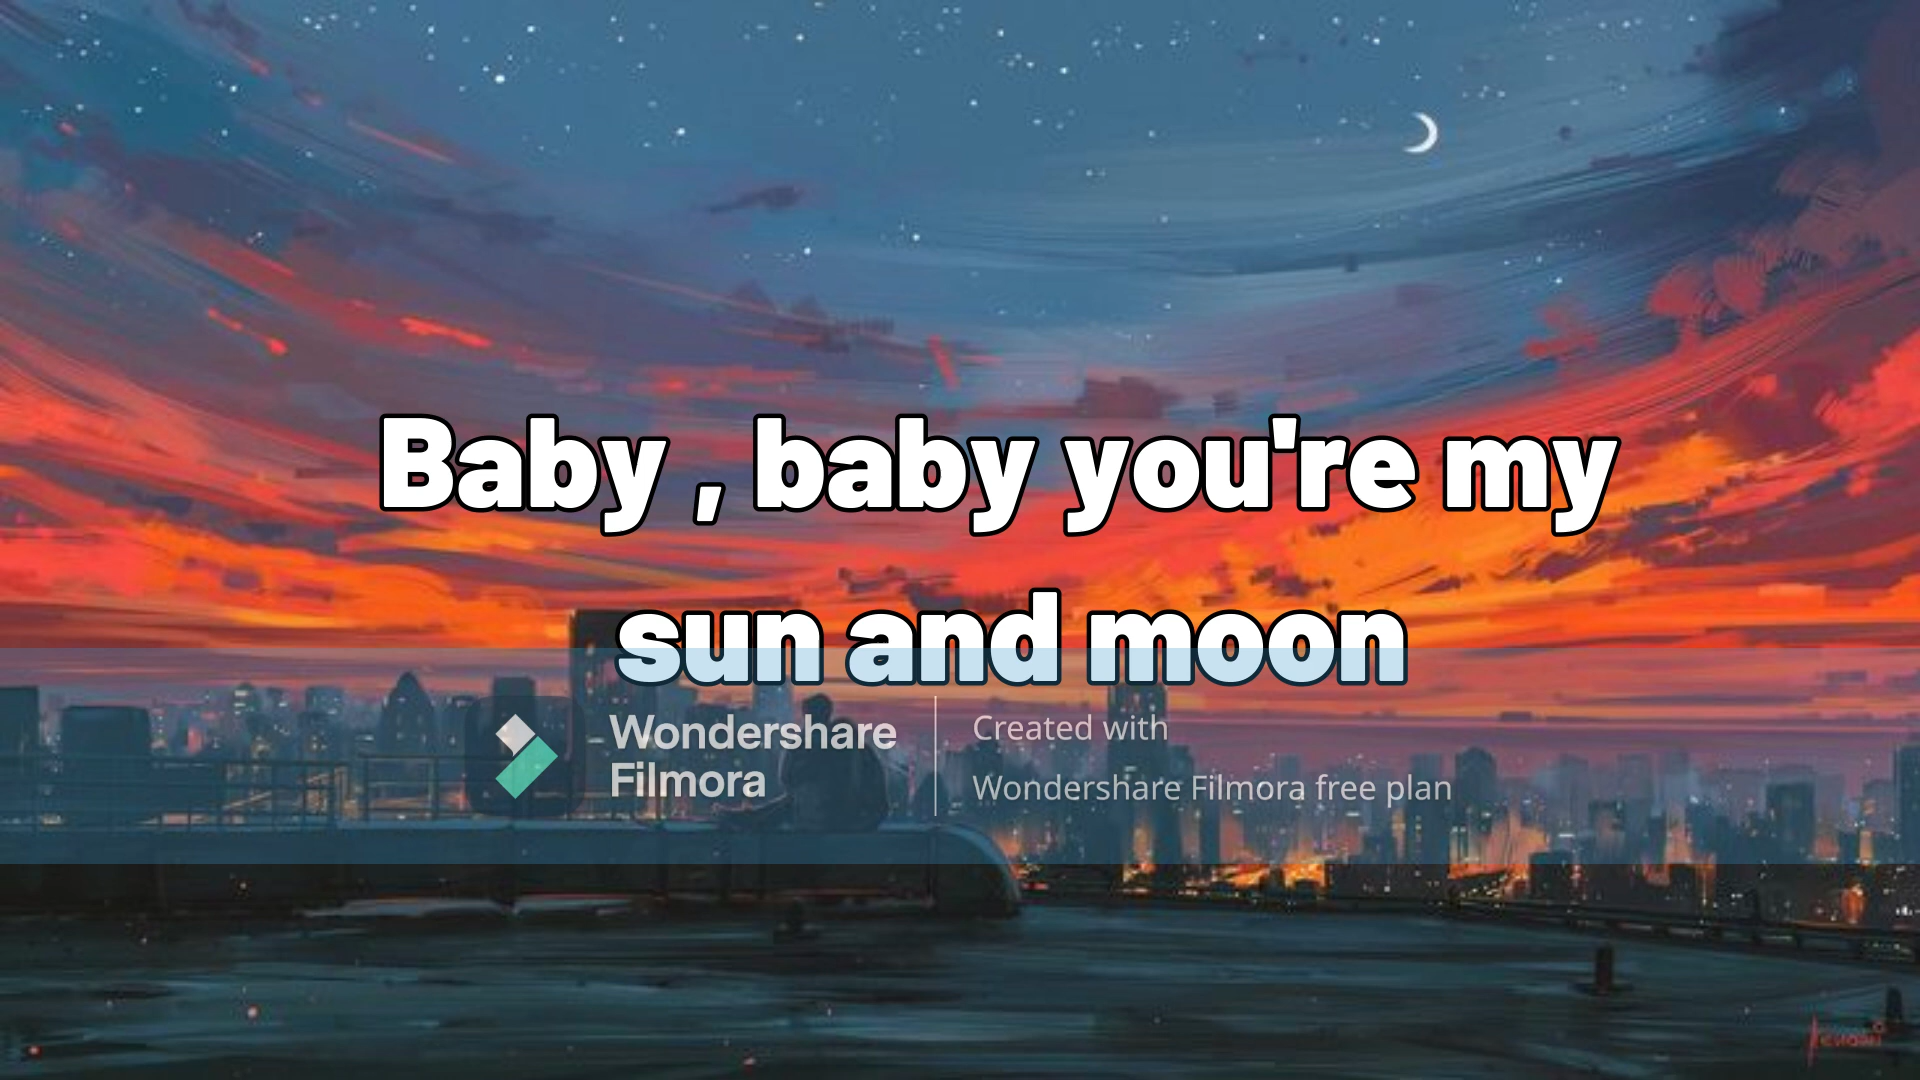 Baby , baby you're my
sun and moon
Wondershare
Filmora
Created with
Wondershare Filmora free plan